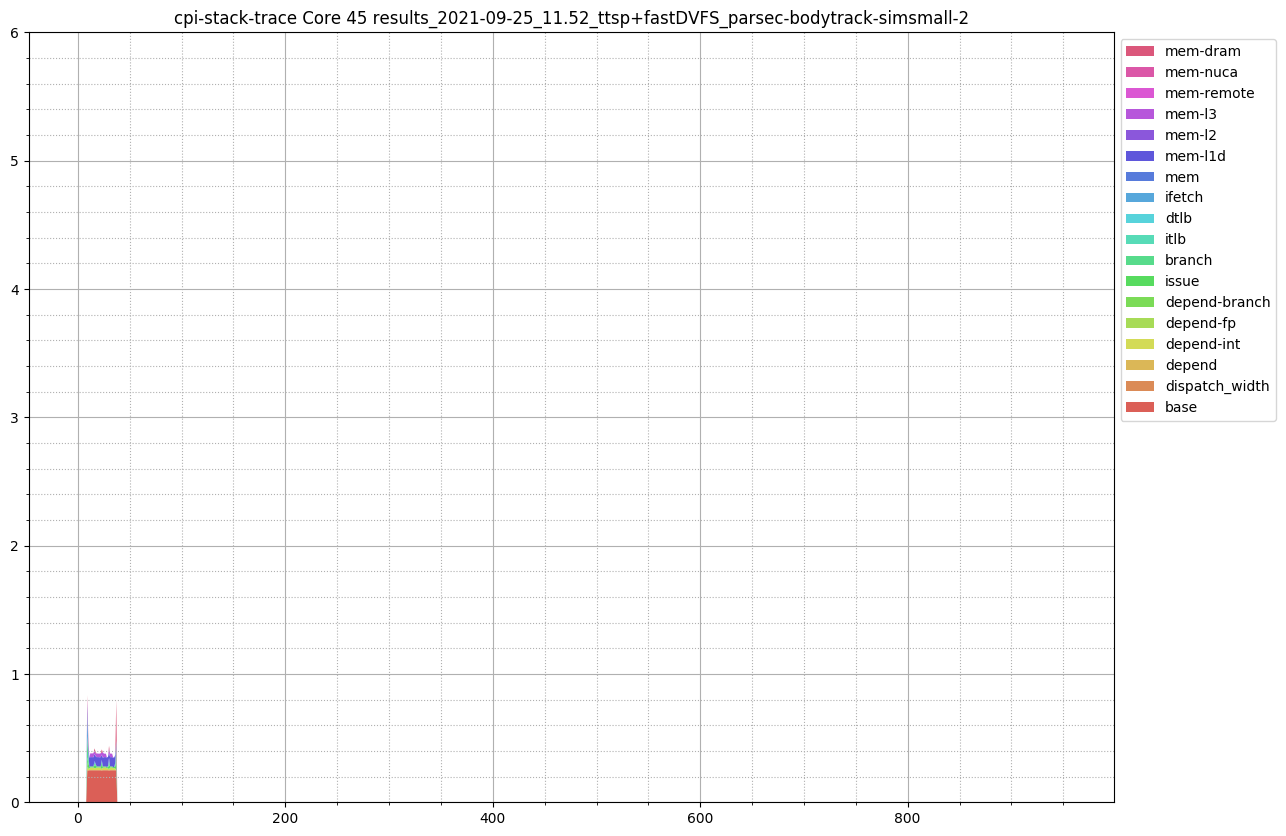 cpi-stack-trace Core 45 results_2021-09-25_11.52_ttsp+fastDVFS_parsec-bodytrack-simsmall-2
6
5
4
3
2
1
0
0 200 400 600 800
mem-dram
mem-nuca
mem-remote
mem-l3
mem-l2
mem-l1d
mem
ifetch
dtlb
itlb
branch
issue
depend-branch
depend-fp
depend-int
depend
dispatch_width
base